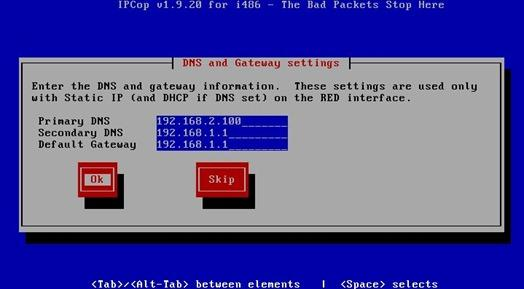 IPCop v1.9.20 for i486 - The Bad Packets Stop Here
DNS and Gateway settings
Enter the DNS and gateway information.  These settings are used only
with Static IP (and DHCP if DNS set) on the RED interface.
Primary DNS 192.168.2.100_______
Secondary DNS 192.168.1.1_________
Default Gateway 192.168.1.1_________
Ok Skip
<Tab>/<Alt-Tab> between elements | <Space> selects